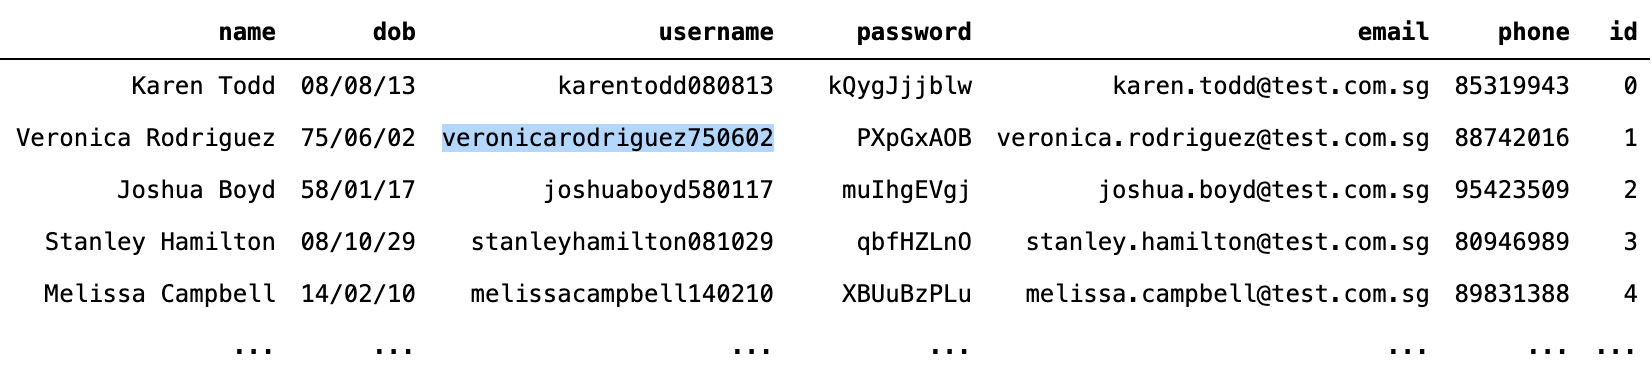 name dob username password email phone id
Karen Todd 08/08/13 karentodd080813 kQygJjjblw karen.todd@test.com.sg 85319943 0
Veronica Rodriguez 75/06/02 veronicarodriguez750602 PXpGxAOB veronica.rodriguez@test.com.sg 88742016 1
Joshua Boyd 58/01/17 joshuaboyd580117 muIhgEVgj joshua.boyd@test.com.sg 95423509 2
Stanley Hamilton 08/10/29 stanleyhamilton081029 qbfHZLnO stanley.hamilton@test.com.sg 80946989 3
Melissa Campbell 14/02/10 melissacampbell140210 XBUuBzPLu melissa.campbell@test.com.sg 89831388 4
... ... ... ... ... ... ...